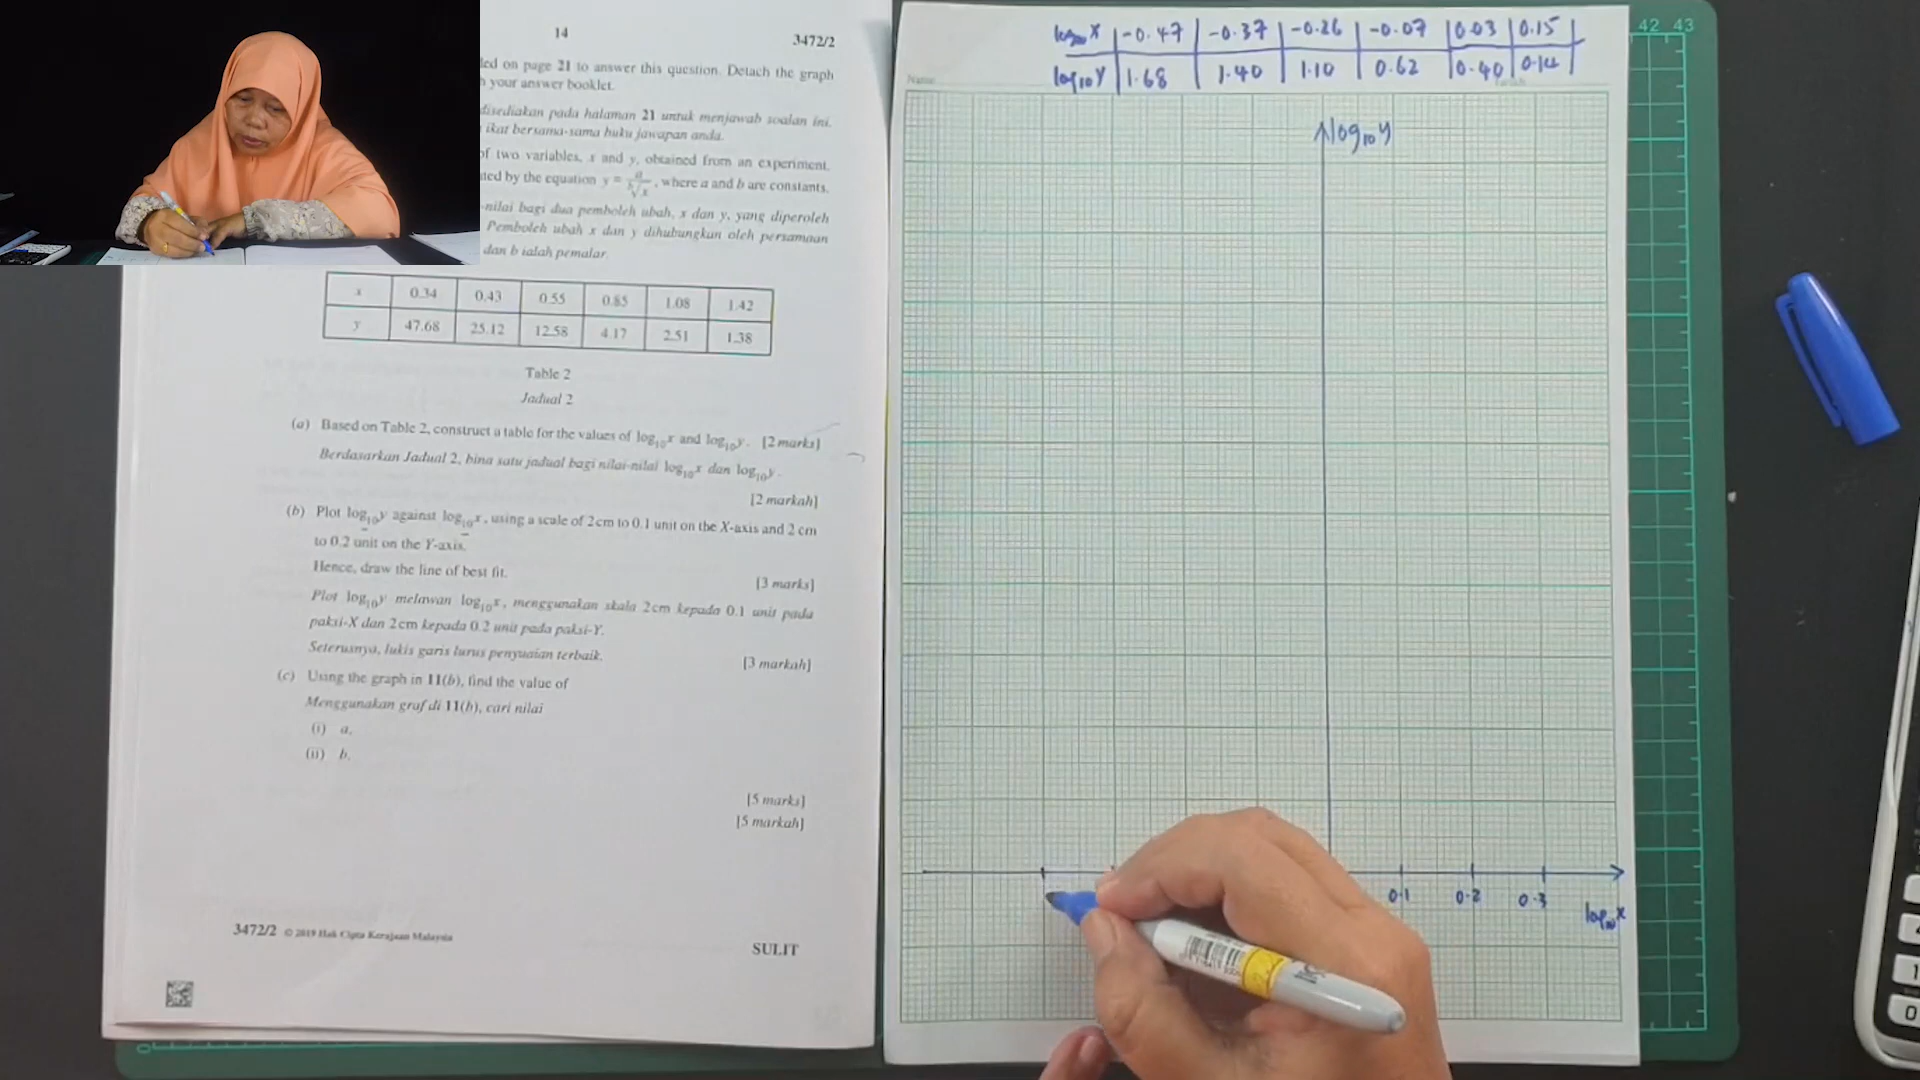 14
3472/2
led on page 21 to answer this question. Detach the graph
your answer booklet.
disediakan pada halaman 21 untuk menjawab soalan ini.
ikat bersama-sama buku jawapan anda.
of two variables, x and y, obtained from an experiment.
ted by the equation y = a/ᵇ√x, where a and b are constants.
-nilai bagi dua pemboleh ubah, x dan y, yang diperoleh
Pemboleh ubah x dan y dihubungkan oleh persamaan
dan b ialah pemalar.
x 0.34 0.43 0.55 0.85 1.08 1.42
y 47.68 25.12 12.58 4.17 2.51 1.38
Table 2
Jadual 2
(a) Based on Table 2, construct a table for the values of log₁₀x and log₁₀y. [2 marks]
Berdasarkan Jadual 2, bina satu jadual bagi nilai-nilai log₁₀x dan log₁₀y.
[2 markah]
(b) Plot log₁₀y against log₁₀x, using a scale of 2 cm to 0.1 unit on the X-axis and 2 cm
to 0.2 unit on the Y-axis.
Hence, draw the line of best fit.
[3 marks]
Plot log₁₀y melawan log₁₀x, menggunakan skala 2 cm kepada 0.1 unit pada
paksi-X dan 2 cm kepada 0.2 unit pada paksi-Y.
Seterusnya, lukis garis lurus penyuaian terbaik.
[3 markah]
(c) Using the graph in 11(b), find the value of
Menggunakan graf di 11(b), cari nilai
(i) a.
(ii) b.
[5 marks]
[5 markah]
3472/2 © 2019 Hak Cipta Kerajaan Malaysia
SULIT
log₁₀x -0.47 -0.37 -0.26 -0.07 0.03 0.15
log₁₀y 1.68 1.40 1.10 0.62 0.40 0.14
log₁₀y
0.1 0.2 0.3
log₁₀x
42 43
0
1
0